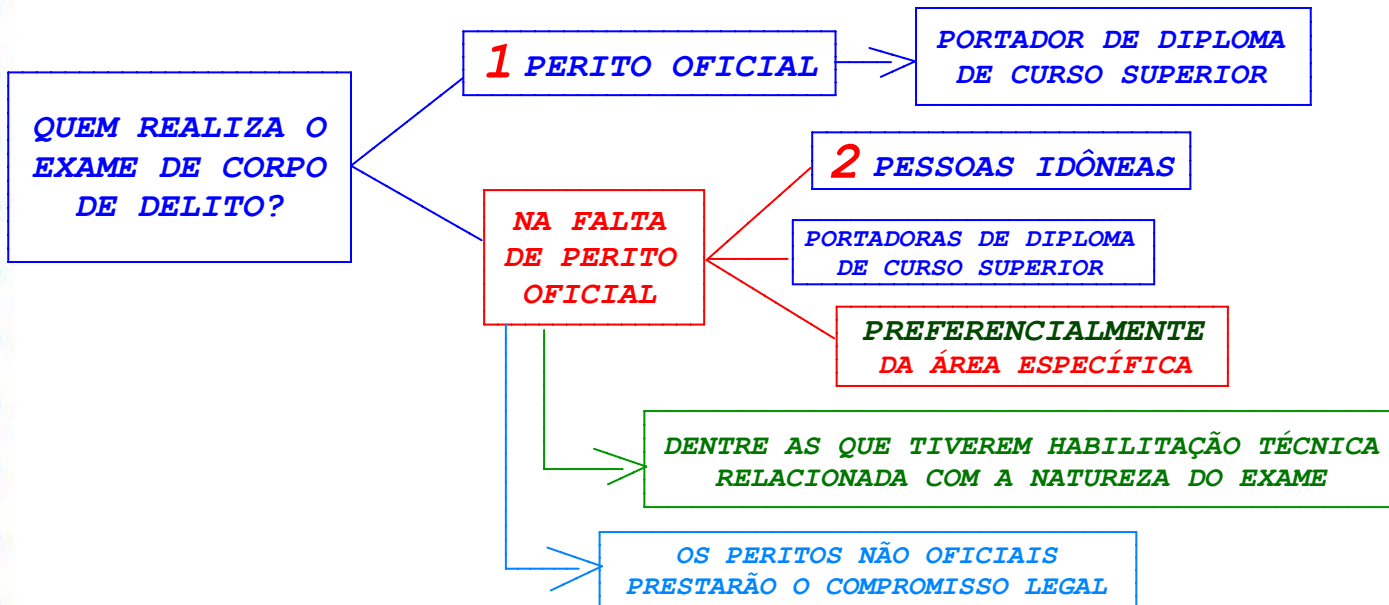 QUEM REALIZA O
EXAME DE CORPO
DE DELITO?
1 PERITO OFICIAL
PORTADOR DE DIPLOMA
DE CURSO SUPERIOR
NA FALTA
DE PERITO
OFICIAL
2 PESSOAS IDÔNEAS
PORTADORAS DE DIPLOMA
DE CURSO SUPERIOR
PREFERENCIALMENTE
DA ÁREA ESPECÍFICA
DENTRE AS QUE TIVEREM HABILITAÇÃO TÉCNICA
RELACIONADA COM A NATUREZA DO EXAME
OS PERITOS NÃO OFICIAIS
PRESTARÃO O COMPROMISSO LEGAL